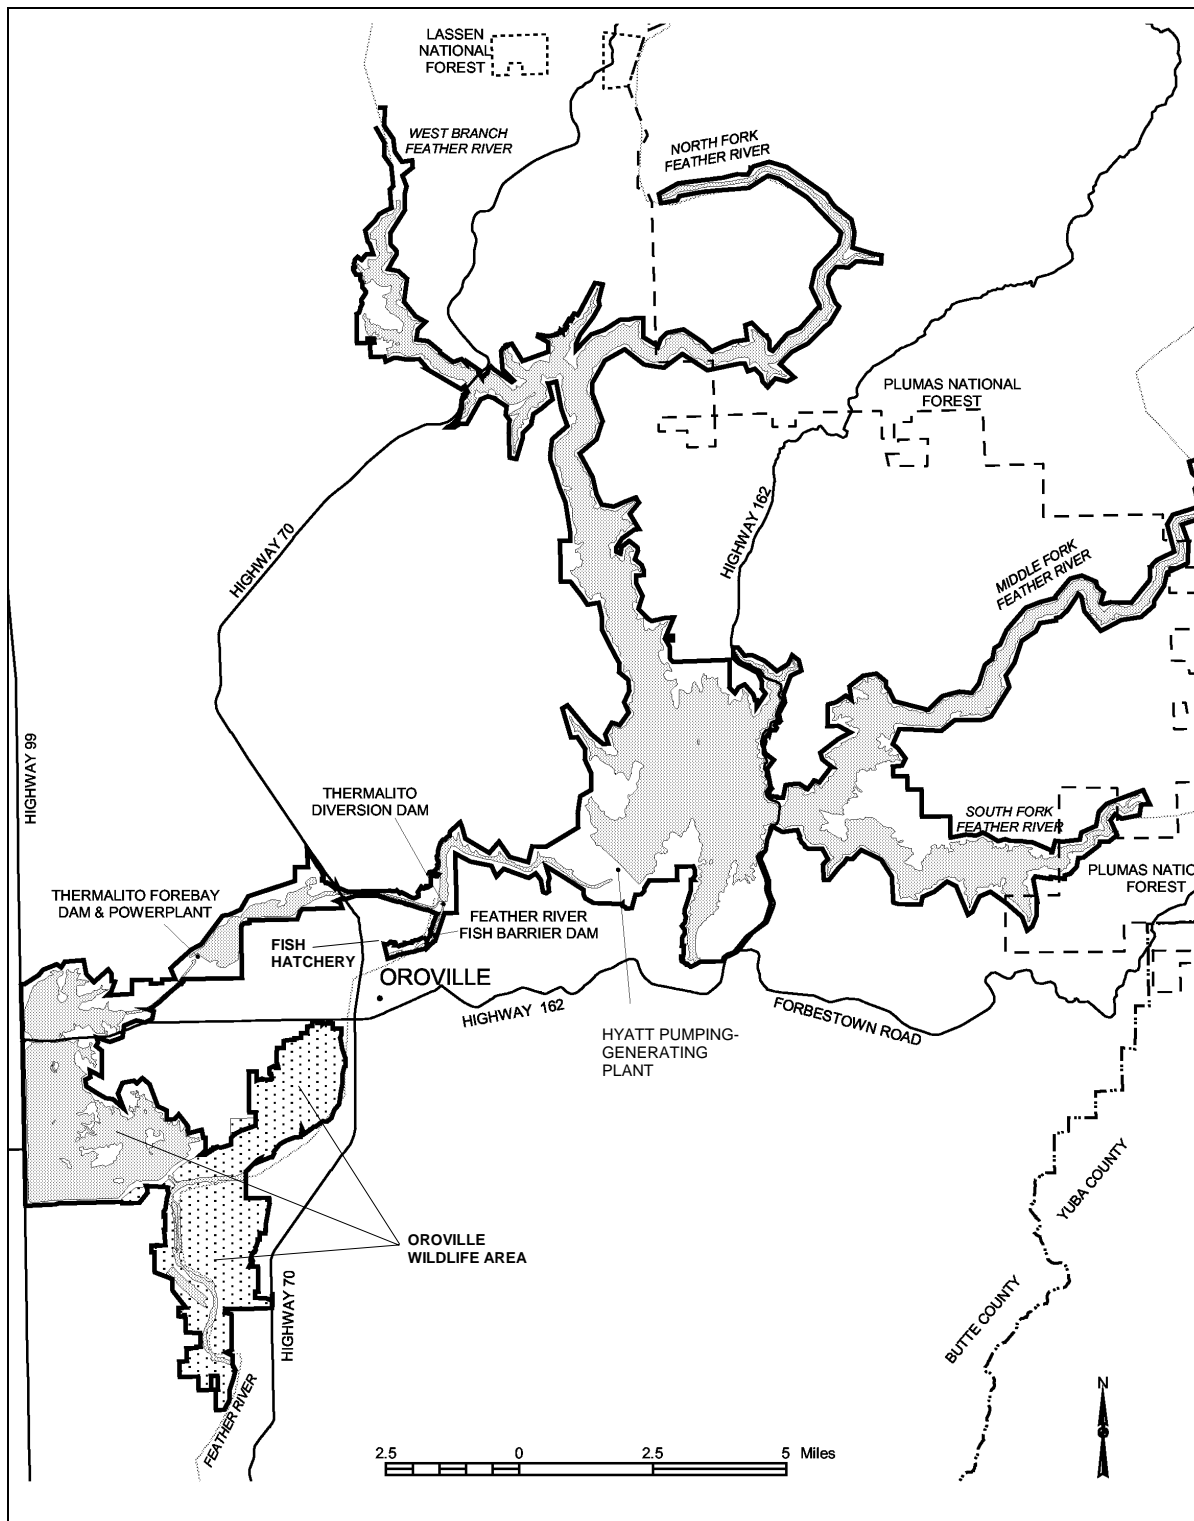 LASSEN
NATIONAL
FOREST
WEST BRANCH
FEATHER RIVER
NORTH FORK
FEATHER RIVER
PLUMAS NATIONAL
FOREST
HIGHWAY 70
HIGHWAY 162
MIDDLE FORK
FEATHER RIVER
HIGHWAY 99
THERMALITO
DIVERSION DAM
SOUTH FORK
FEATHER RIVER
PLUMAS NATIO
FOREST
THERMALITO FOREBAY
DAM & POWERPLANT
FEATHER RIVER
FISH BARRIER DAM
FISH
HATCHERY
OROVILLE
HIGHWAY 162
FORBESTOWN ROAD
HYATT PUMPING-
GENERATING
PLANT
YUBA COUNTY
OROVILLE
WILDLIFE AREA
HIGHWAY 70
BUTTE COUNTY
FEATHER RIVER
N
2.5 0 2.5 5 Miles